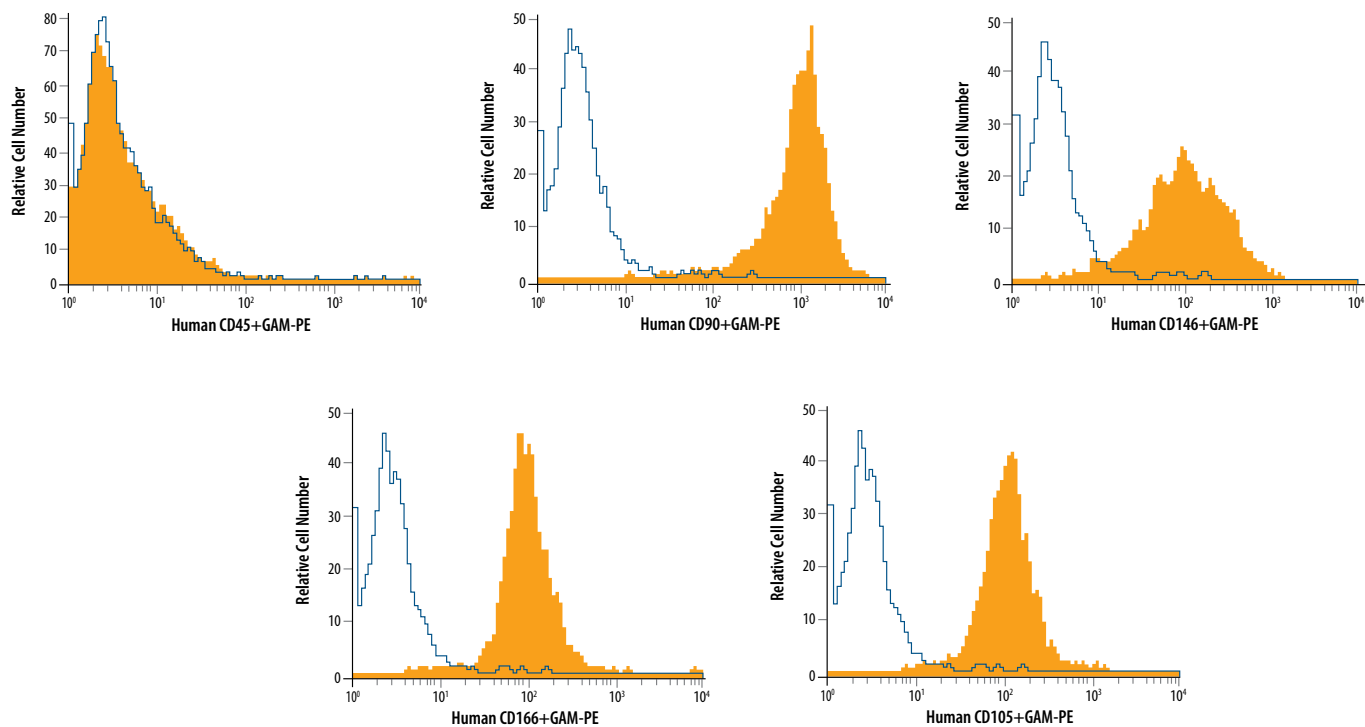 Relative Cell Number
80
70
60
50
40
30
20
10
0
10⁰ 10¹ 10² 10³ 10⁴
Human CD45+GAM-PE
Relative Cell Number
50
40
30
20
10
0
10⁰ 10¹ 10² 10³ 10⁴
Human CD90+GAM-PE
Relative Cell Number
50
40
30
20
10
0
10⁰ 10¹ 10² 10³ 10⁴
Human CD146+GAM-PE
Relative Cell Number
50
40
30
20
10
0
10⁰ 10¹ 10² 10³ 10⁴
Human CD166+GAM-PE
Relative Cell Number
50
40
30
20
10
0
10⁰ 10¹ 10² 10³ 10⁴
Human CD105+GAM-PE